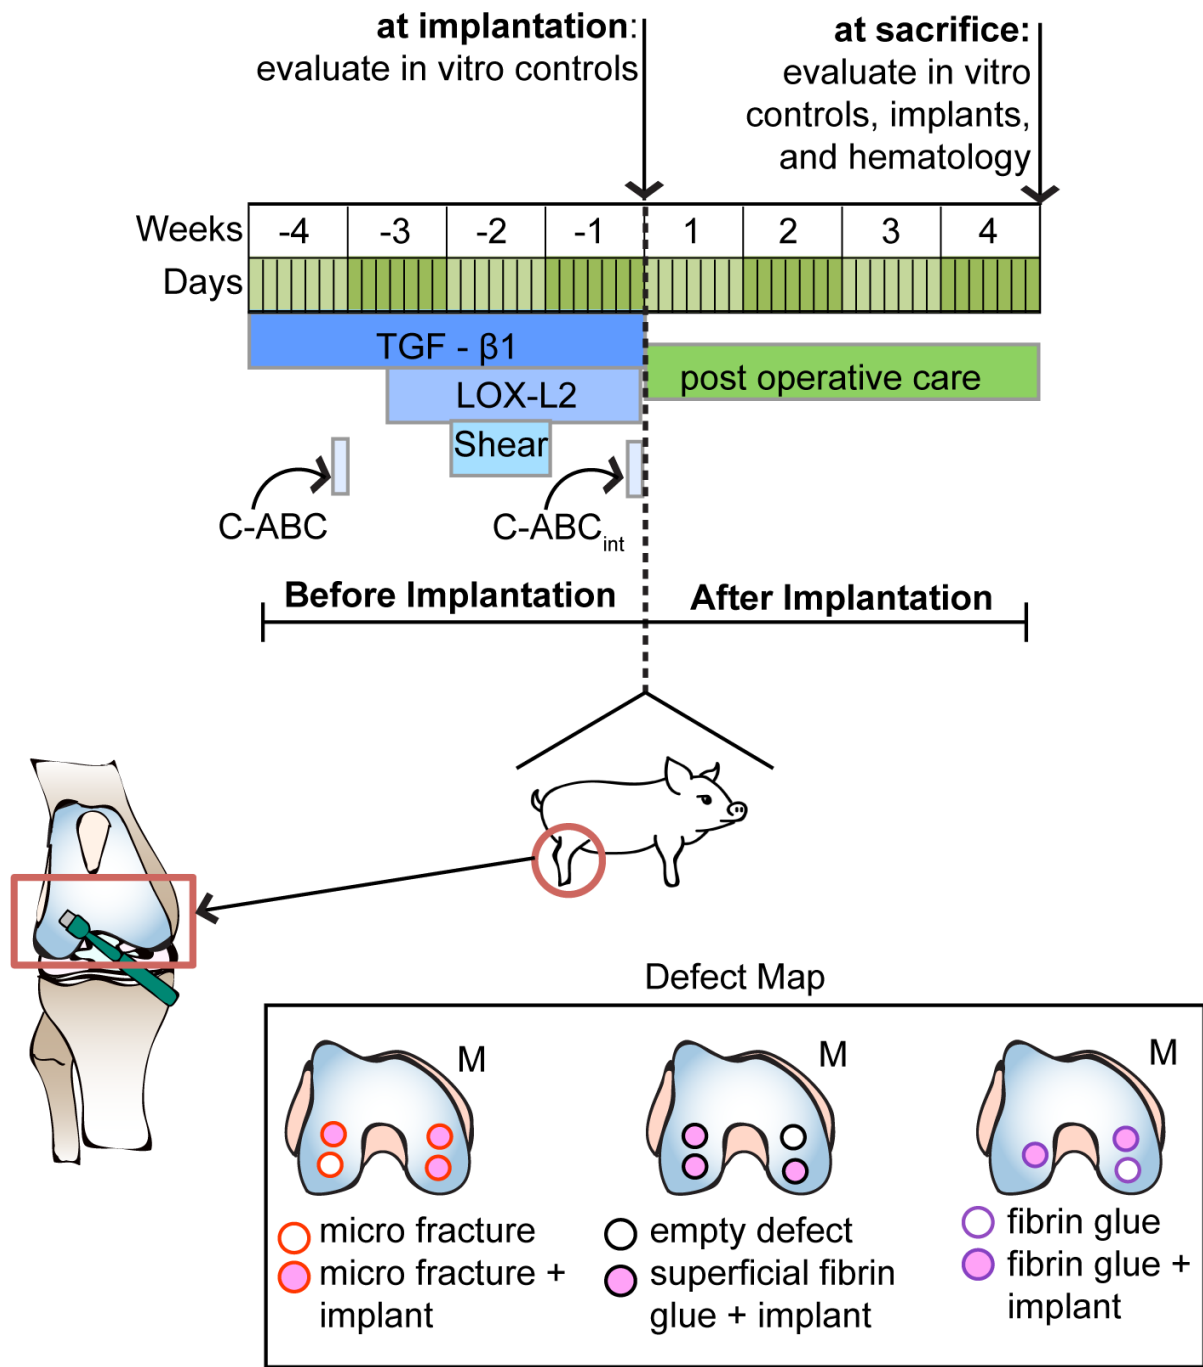 at implantation:
evaluate in vitro controls
at sacrifice:
evaluate in vitro
controls, implants,
and hematology
Weeks -4 -3 -2 -1 1 2 3 4
Days
TGF - β1
LOX-L2
post operative care
Shear
C-ABC
C-ABCint
Before Implantation
After Implantation
Defect Map
M
M
M
micro fracture
micro fracture +
implant
empty defect
superficial fibrin
glue + implant
fibrin glue
fibrin glue +
implant